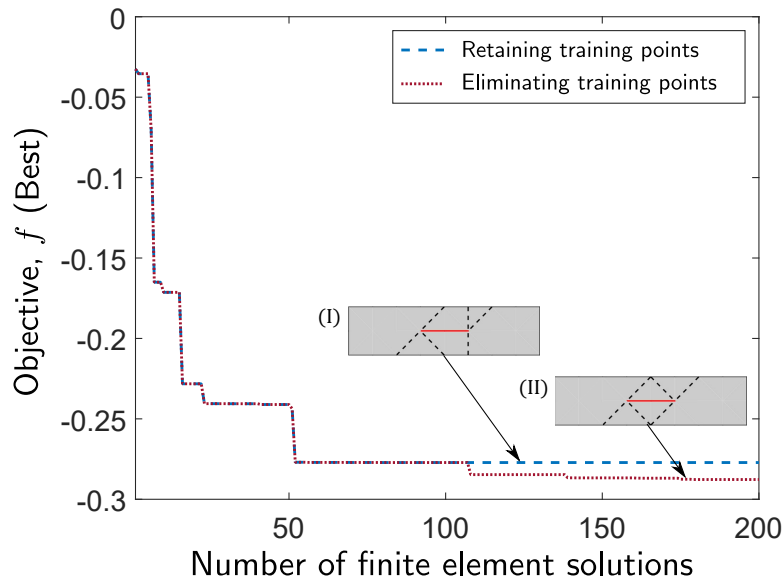 0
-0.05
-0.1
-0.15
-0.2
-0.25
-0.3
Objective, f (Best)
Retaining training points
Eliminating training points
(I)
(II)
50
100
150
200
Number of finite element solutions